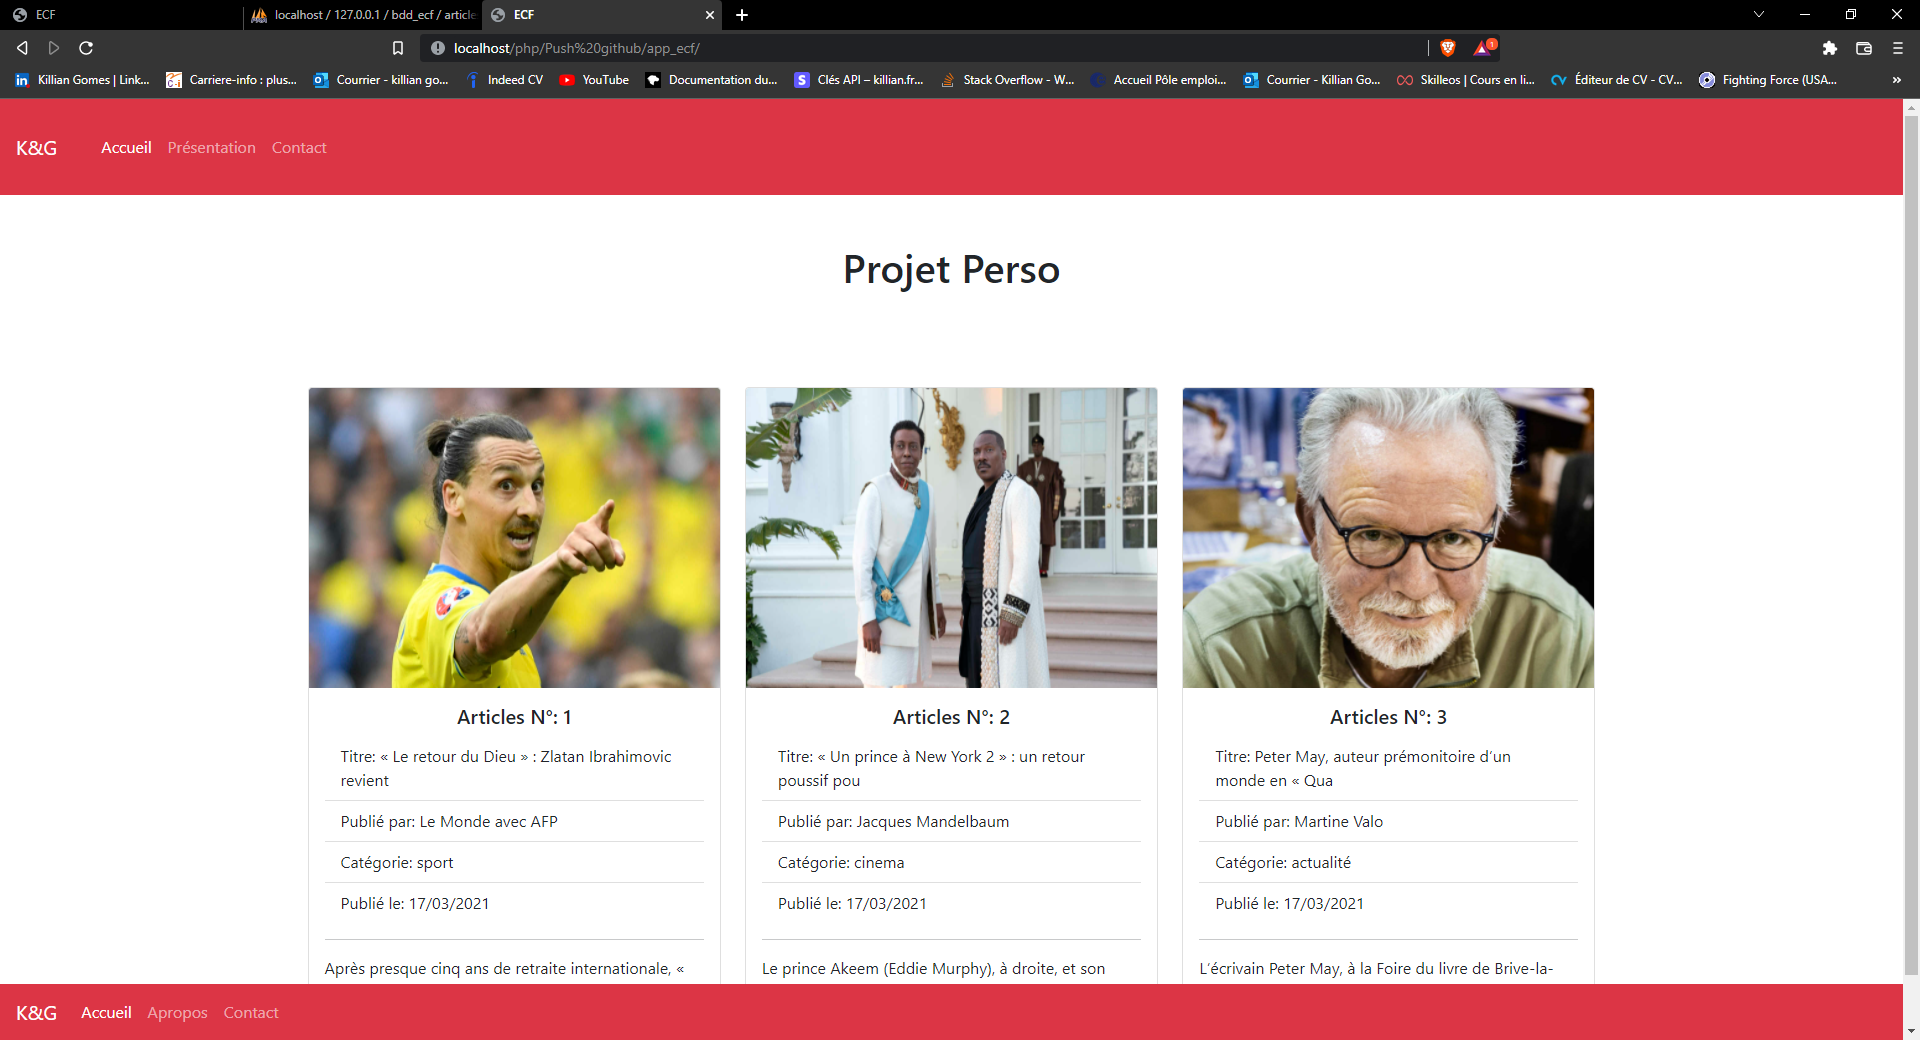 ECF
localhost / 127.0.0.1 / bdd_ecf / article
ECF
localhost/php/Push%20github/app_ecf/
1
Killian Gomes | Link...
Carriere-info : plus...
Courrier - killian go...
Indeed CV
YouTube
Documentation du...
Clés API – killian.fr...
Stack Overflow - W...
Accueil Pôle emploi...
Courrier - Killian Go...
Skilleos | Cours en li...
Éditeur de CV - CV...
Fighting Force (USA...
»
K&G Accueil Présentation Contact
Projet Perso
Articles N°: 1
Titre: « Le retour du Dieu » : Zlatan Ibrahimovic
revient
Publié par: Le Monde avec AFP
Catégorie: sport
Publié le: 17/03/2021
Après presque cinq ans de retraite internationale, «
Articles N°: 2
Titre: « Un prince à New York 2 » : un retour
poussif pou
Publié par: Jacques Mandelbaum
Catégorie: cinema
Publié le: 17/03/2021
Le prince Akeem (Eddie Murphy), à droite, et son
Articles N°: 3
Titre: Peter May, auteur prémonitoire d’un
monde en « Qua
Publié par: Martine Valo
Catégorie: actualité
Publié le: 17/03/2021
L’écrivain Peter May, à la Foire du livre de Brive-la-
K&G Accueil Apropos Contact